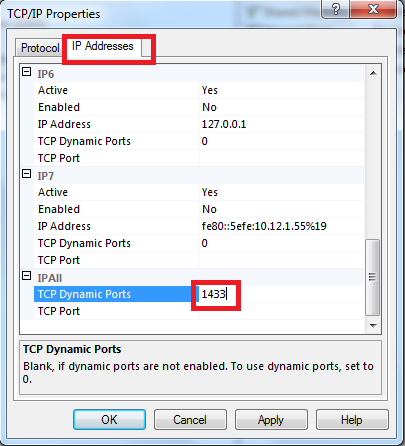 TCP/IP Properties
Protocol IP Addresses
IP6
Active Yes
Enabled No
IP Address 127.0.0.1
TCP Dynamic Ports 0
TCP Port
IP7
Active Yes
Enabled No
IP Address fe80::5efe:10.12.1.55%19
TCP Dynamic Ports 0
TCP Port
IPAll
TCP Dynamic Ports 1433
TCP Port
TCP Dynamic Ports
Blank, if dynamic ports are not enabled. To use dynamic ports, set to
0.
OK Cancel Apply Help